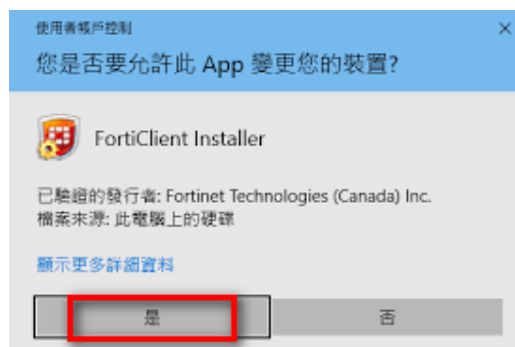 使用者帳戶控制
您是否要允許此 App 變更您的裝置?
FortiClient Installer
已驗證的發行者: Fortinet Technologies (Canada) Inc.
檔案來源: 此電腦上的硬碟
顯示更多詳細資料
是
否